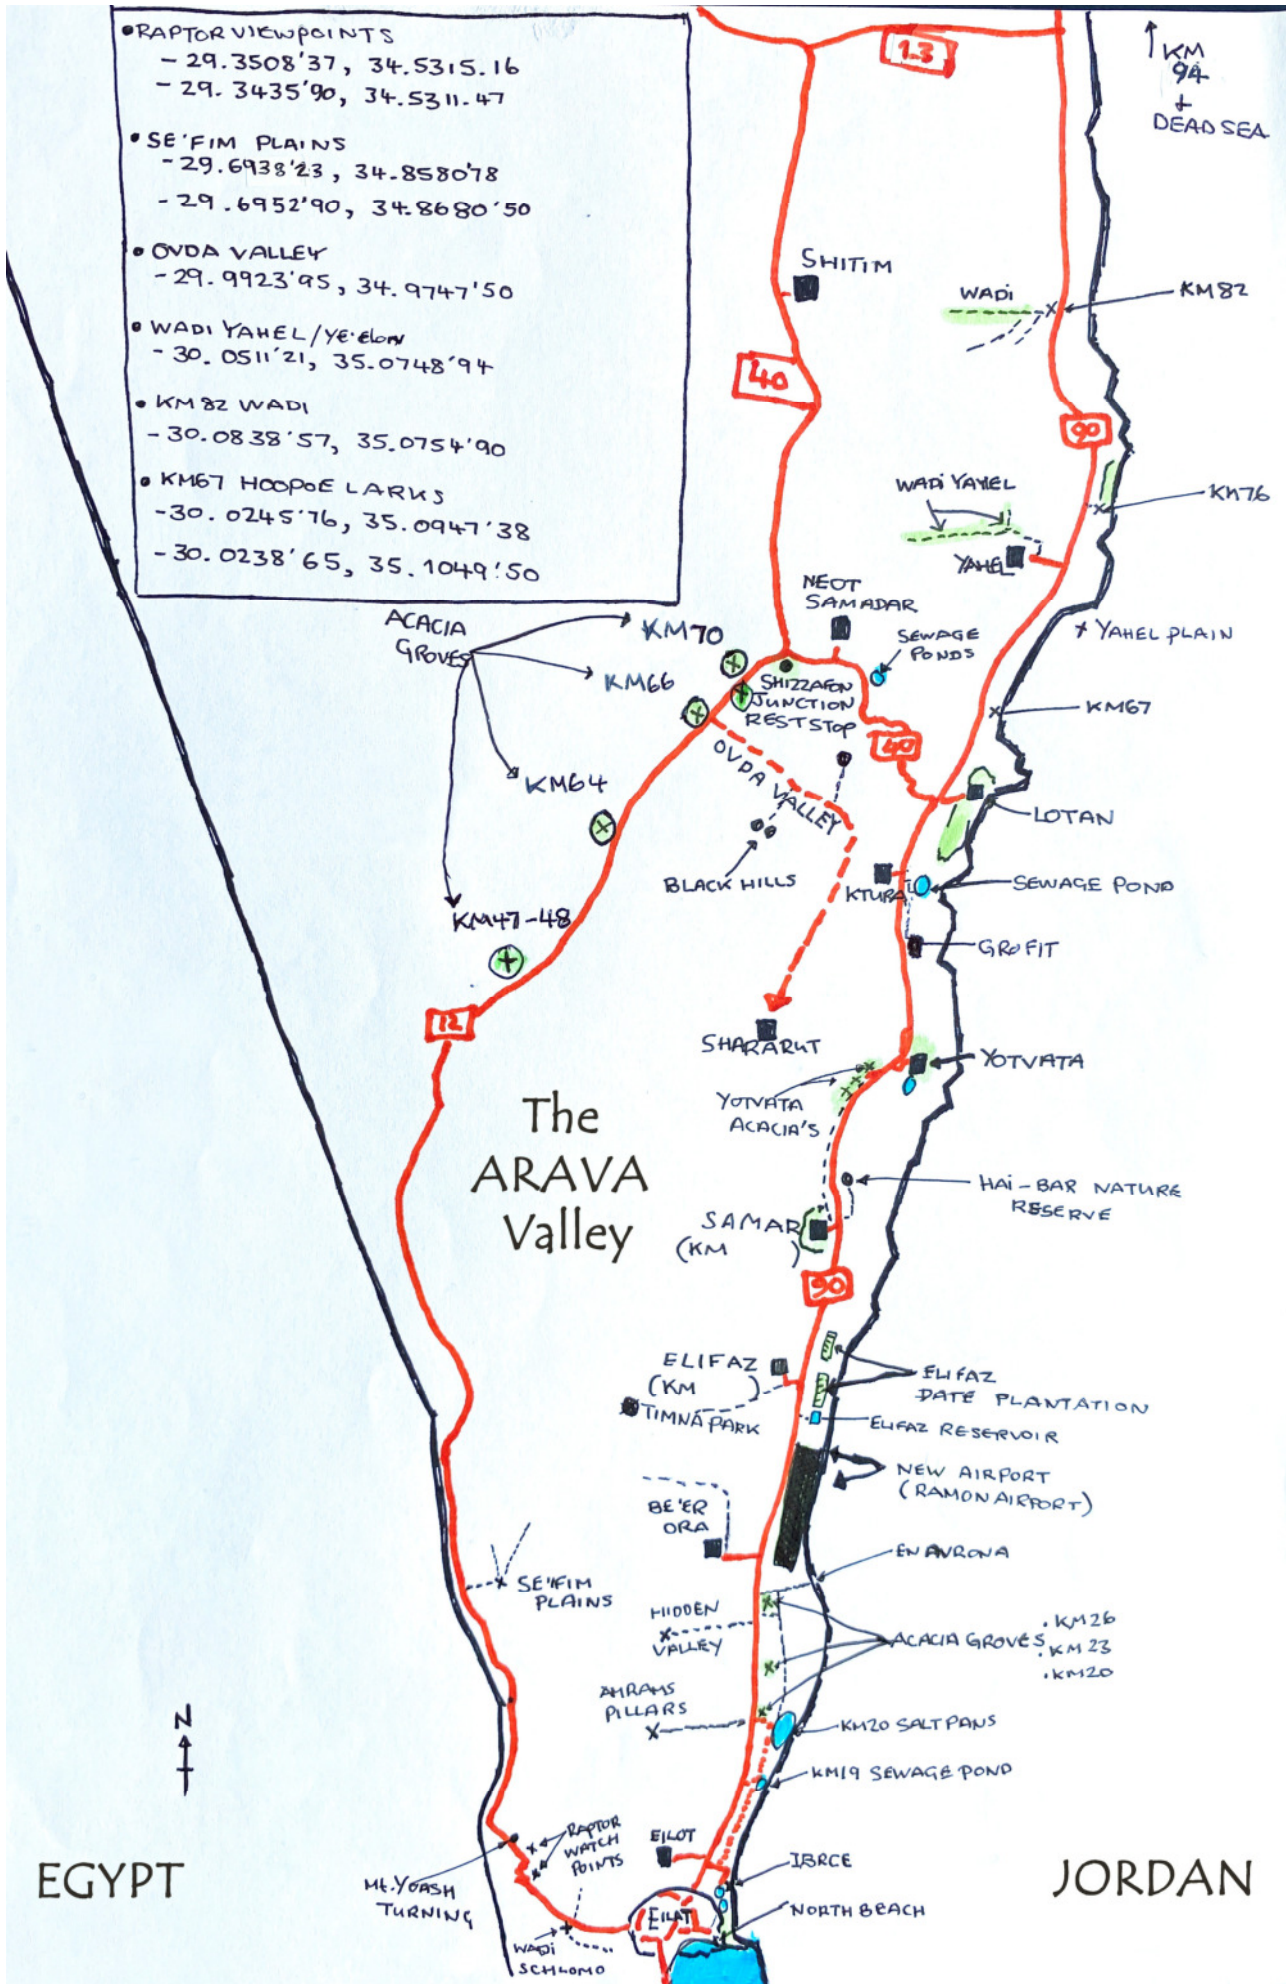 • RAPTOR VIEWPOINTS
- 29.3508'37, 34.5315.16
- 29.3435'90, 34.5311.47
• SE'FIM PLAINS
- 29.6938'23, 34.8580'78
- 29.6952'90, 34.8680'50
• OVDA VALLEY
- 29.9923'95, 34.9747'50
• WADI YAHEL/YE'Elon
- 30.0511'21, 35.0748'94
• KM 82 WADI
- 30.0838'57, 35.0754'90
• KM67 HOOPOE LARKS
- 30.0245'76, 35.0947'38
- 30.0238'65, 35.1049'50
13
KM
94
+
DEAD SEA
SHITIM
WADI
KM82
40
90
WADI YAHEL
KM76
YAHEL
NEOT
SAMADAR
SEWAGE
PONDS
YAHEL PLAIN
ACACIA
GROVES
KM70
KM66
KM64
KM47-48
SHIZZAFON
JUNCTION
REST STOP
KM67
40
OVDA VALLEY
LOTAN
BLACK HILLS
KTURA
SEWAGE POND
GROFIT
12
SHARARUT
YOTVATA
YOTVATA
ACACIA'S
The
ARAVA
Valley
HAI-BAR NATURE
RESERVE
SAMAR
(KM )
90
ELIFAZ
(KM )
TIMNA PARK
ELIFAZ
DATE PLANTATION
ELIFAZ RESERVOIR
NEW AIRPORT
(RAMON AIRPORT)
BE'ER
ORA
EN AVRONA
SE'IFIM
PLAINS
HIDDEN
VALLEY
ACACIA GROVES
. KM26
. KM23
. KM20
AMRAMS
PILLARS
KM20 SALT PANS
N
KM19 SEWAGE POND
RAPTOR
WATCH
POINTS
EILOT
IBRCE
EGYPT
JORDAN
Mt. YOASH
TURNING
EILAT
NORTH BEACH
WADI
SCHLOMO